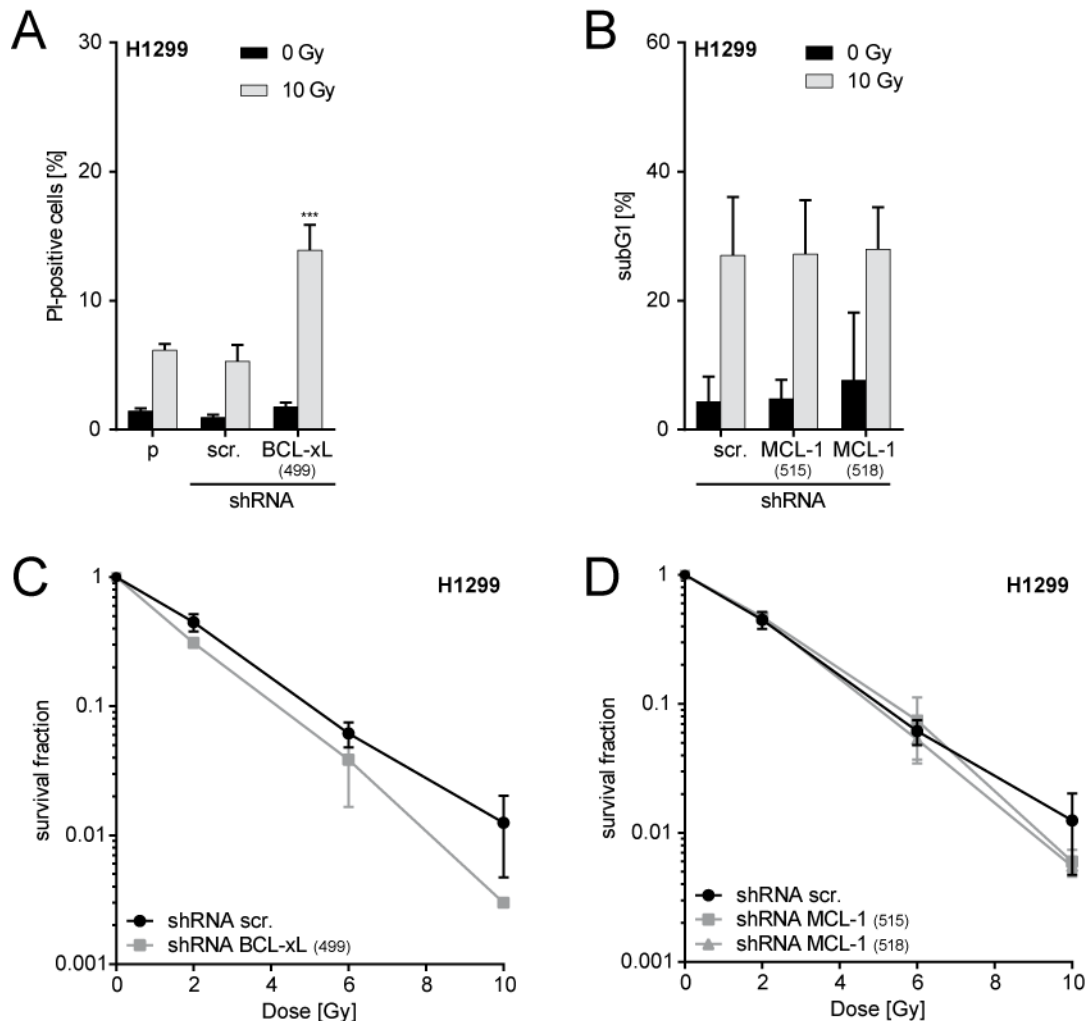 A
H1299
0 Gy
10 Gy
PI-positive cells [%]
30
20
10
0
***
p scr. BCL-xL
(499)
shRNA
B
H1299
0 Gy
10 Gy
subG1 [%]
60
40
20
0
scr. MCL-1 MCL-1
(515) (518)
shRNA
C
H1299
survival fraction
1
0.1
0.01
0.001
shRNA scr.
shRNA BCL-xL (499)
0 2 4 6 8 10
Dose [Gy]
D
H1299
survival fraction
1
0.1
0.01
0.001
shRNA scr.
shRNA MCL-1 (515)
shRNA MCL-1 (518)
0 2 4 6 8 10
Dose [Gy]